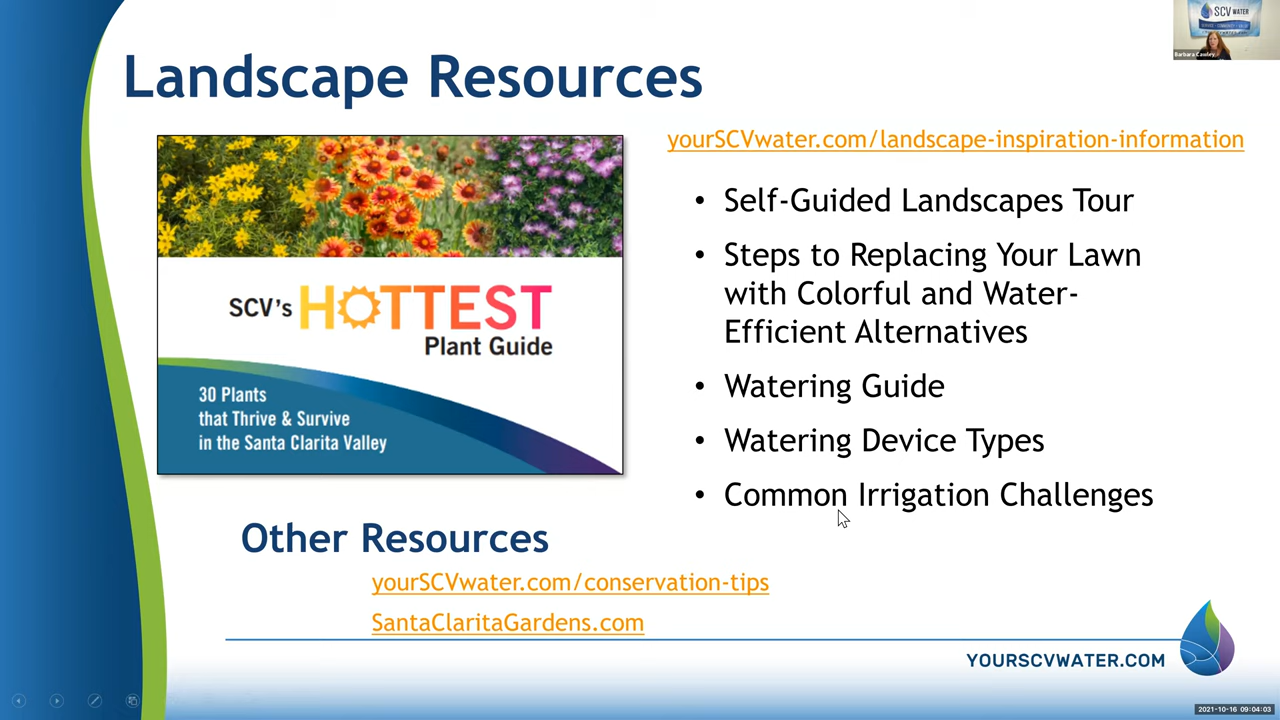 Landscape Resources
SCV WATER
Barbara Cawley
yourSCVwater.com/landscape-inspiration-information
SCV's HOTTEST
Plant Guide
30 Plants
that Thrive & Survive
in the Santa Clarita Valley
• Self-Guided Landscapes Tour
• Steps to Replacing Your Lawn
with Colorful and Water-
Efficient Alternatives
• Watering Guide
• Watering Device Types
• Common Irrigation Challenges
Other Resources
yourSCVwater.com/conservation-tips
SantaClaritaGardens.com
YOURSCVWATER.COM
2021-10-16 09:04:03